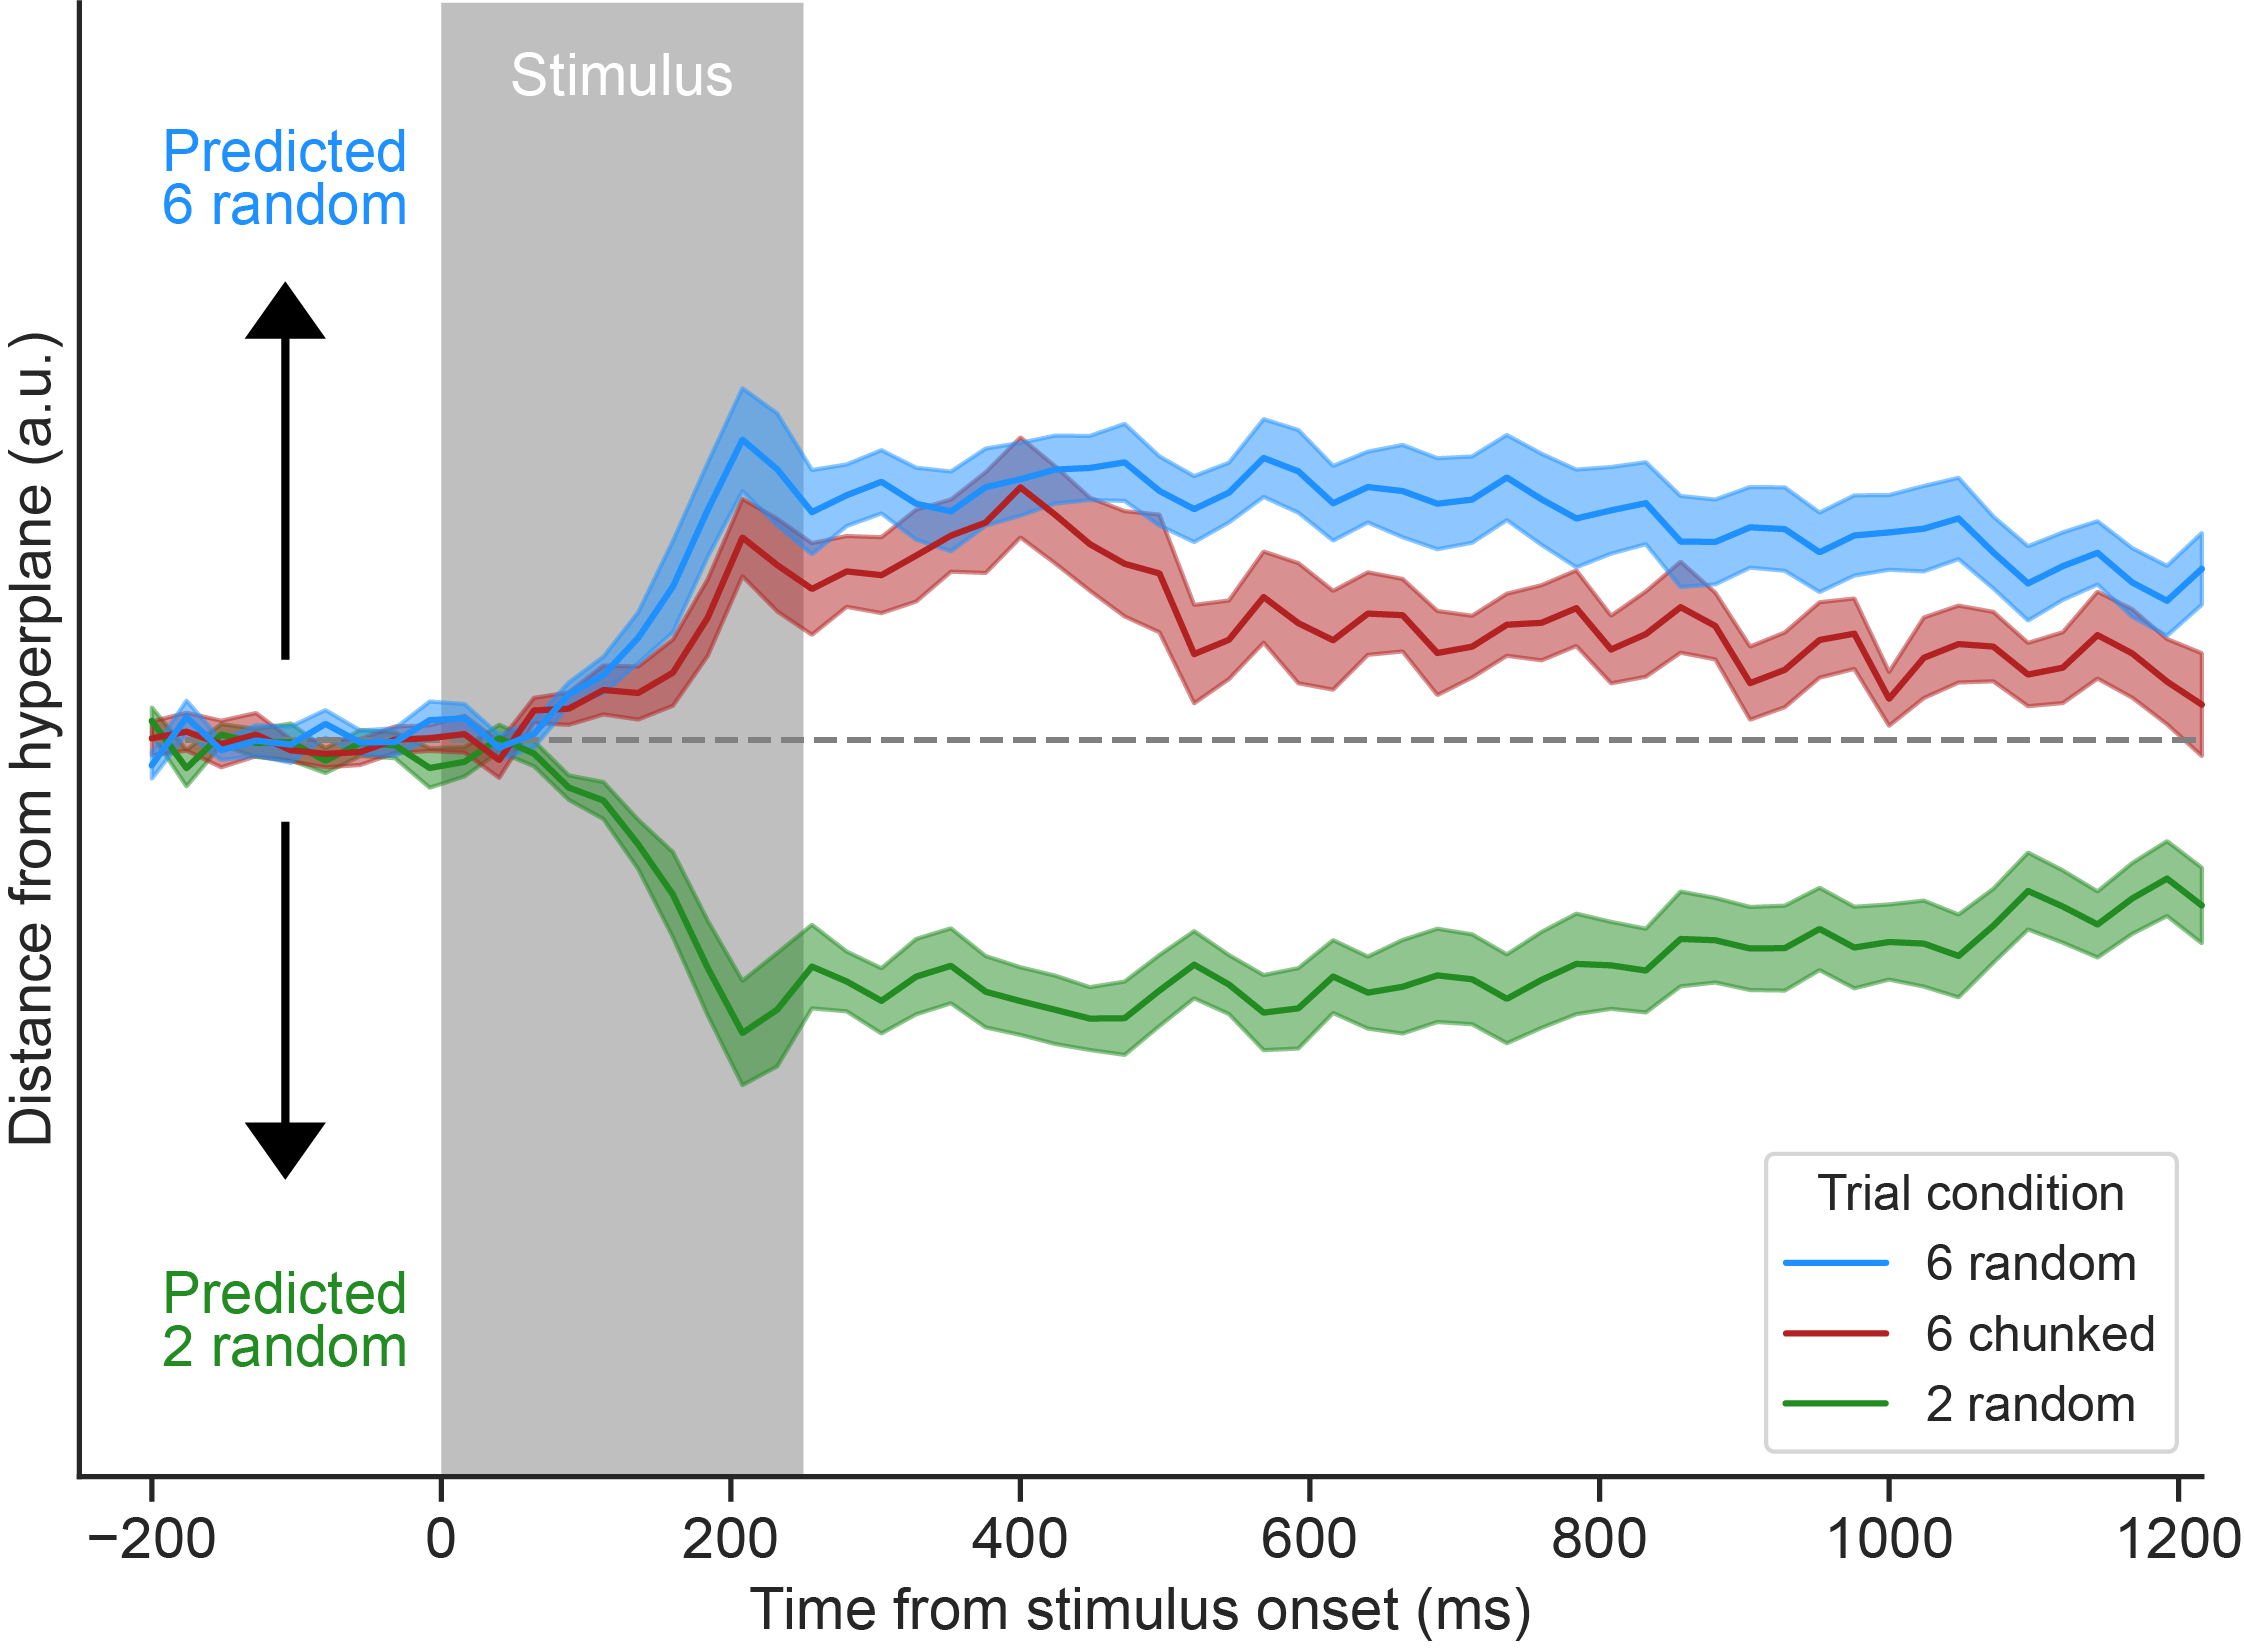 Stimulus
Predicted
6 random
Distance from hyperplane (a.u.)
Predicted
2 random
Trial condition
6 random
6 chunked
2 random
−200
0
200
400
600
800
1000
1200
Time from stimulus onset (ms)